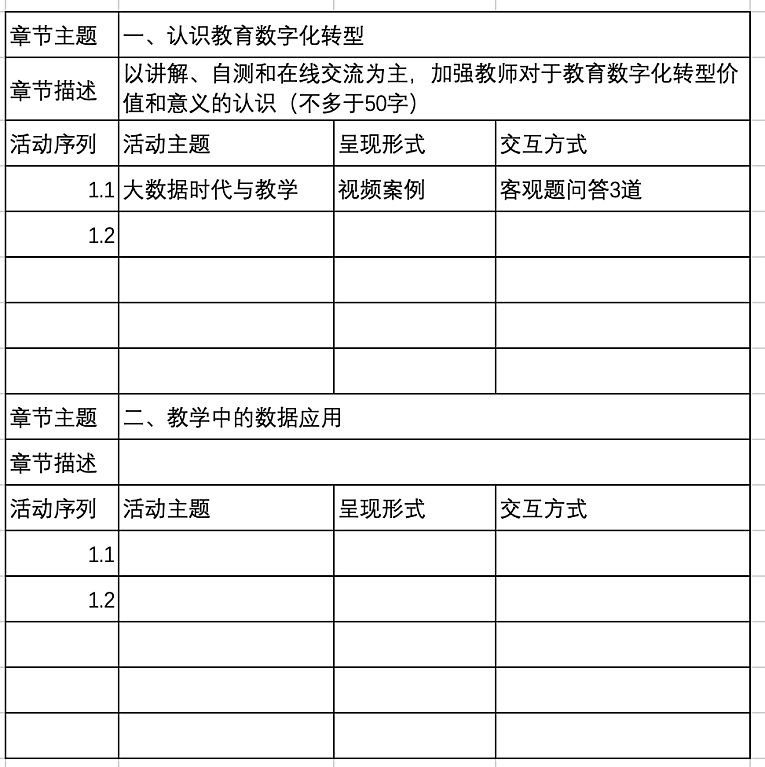 章节主题 一、认识教育数字化转型
章节描述 以讲解、自测和在线交流为主，加强教师对于教育数字化转型价
值和意义的认识（不多于50字）
活动序列 活动主题 呈现形式 交互方式
1.1 大数据时代与教学 视频案例 客观题问答3道
1.2
章节主题 二、教学中的数据应用
章节描述
活动序列 活动主题 呈现形式 交互方式
1.1
1.2